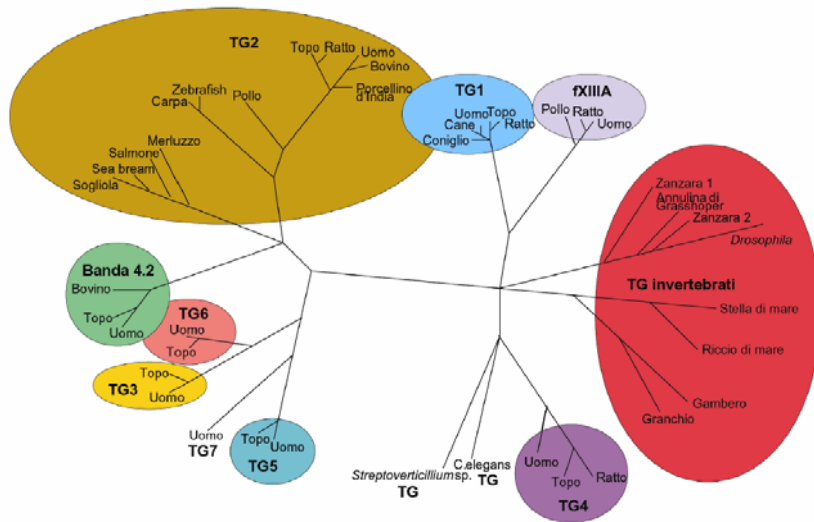 TG2
Topo
Ratto
Uomo
Bovino
Porcellino
d'India
Zebrafish
Carpa
Pollo
Merluzzo
Salmone
Sea bream
Sogliola
TG1
Uomo
Topo
Cane
Ratto
Coniglio
fXIIIA
Pollo
Ratto
Uomo
Zanzara 1
Annulina di
Grasshoper
Zanzara 2
Drosophila
TG invertebrati
Stella di mare
Riccio di mare
Gambero
Granchio
Banda 4.2
Bovino
Topo
Uomo
TG6
Uomo
Topo
TG3
Topo
Uomo
Uomo
TG7
Topo
Uomo
TG5
Streptoverticillium sp.
TG
C.elegans
TG
Uomo
Topo
Ratto
TG4